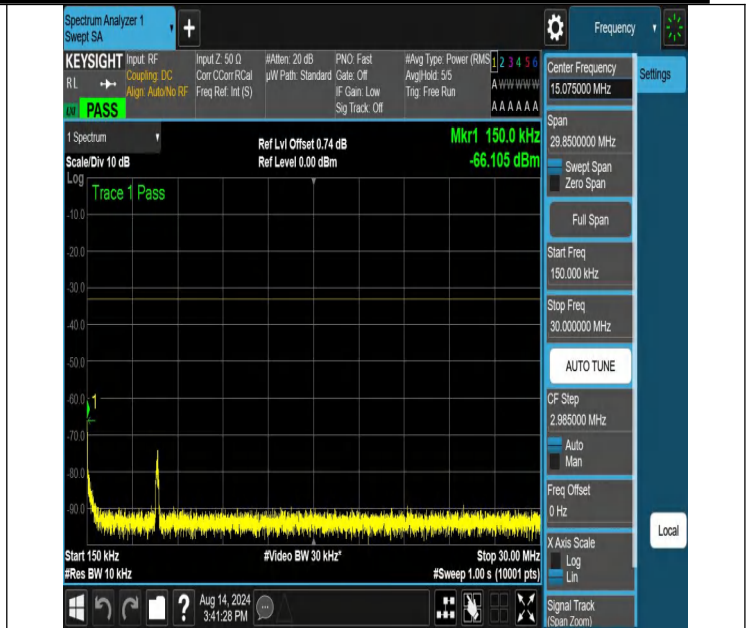 Spectrum Analyzer 1
Swept SA
+
Frequency
KEYSIGHT
RL
PASS
Input: RF
Coupling: DC
Align: Auto/No RF
Input Z: 50 Ω
Corr CCorr RCal
Freq Ref: Int (S)
#Atten: 20 dB
µW Path: Standard
PNO: Fast
Gate: Off
IF Gain: Low
Sig Track: Off
#Avg Type: Power (RMS
Avg|Hold: 5/5
Trig: Free Run
1 2 3 4 5 6
A W W W W W
A A A A A A
1 Spectrum
Scale/Div 10 dB
Ref Lvl Offset 0.74 dB
Ref Level 0.00 dBm
Mkr1 150.0 kHz
-66.105 dBm
Log
Trace 1 Pass
-10.0
-20.0
-30.0
-40.0
-50.0
-60.0
1
-70.0
-80.0
-90.0
Start 150 kHz
#Res BW 10 kHz
#Video BW 30 kHz*
Stop 30.00 MHz
#Sweep 1.00 s (10001 pts)
?
Aug 14, 2024
3:41:28 PM
Settings
Center Frequency
15.075000 MHz
Span
29.8500000 MHz
Swept Span
Zero Span
Full Span
Start Freq
150.000 kHz
Stop Freq
30.000000 MHz
AUTO TUNE
CF Step
2.985000 MHz
Auto
Man
Freq Offset
0 Hz
X Axis Scale
Log
Lin
Signal Track
(Span Zoom)
Local